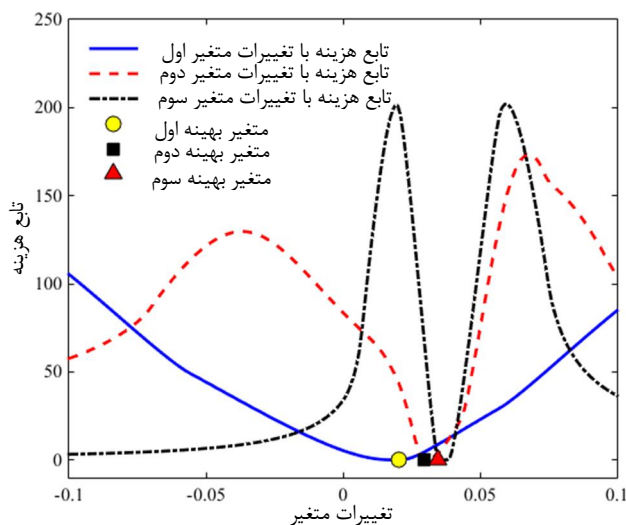 250
200
150
100
50
0
تابع هزینه
تابع هزینه با تغییرات متغیر اول
تابع هزینه با تغییرات متغیر دوم
تابع هزینه با تغییرات متغیر سوم
متغیر بهینه اول
متغیر بهینه دوم
متغیر بهینه سوم
-0.1 -0.05 0 0.05 0.1
تغییرات متغیر